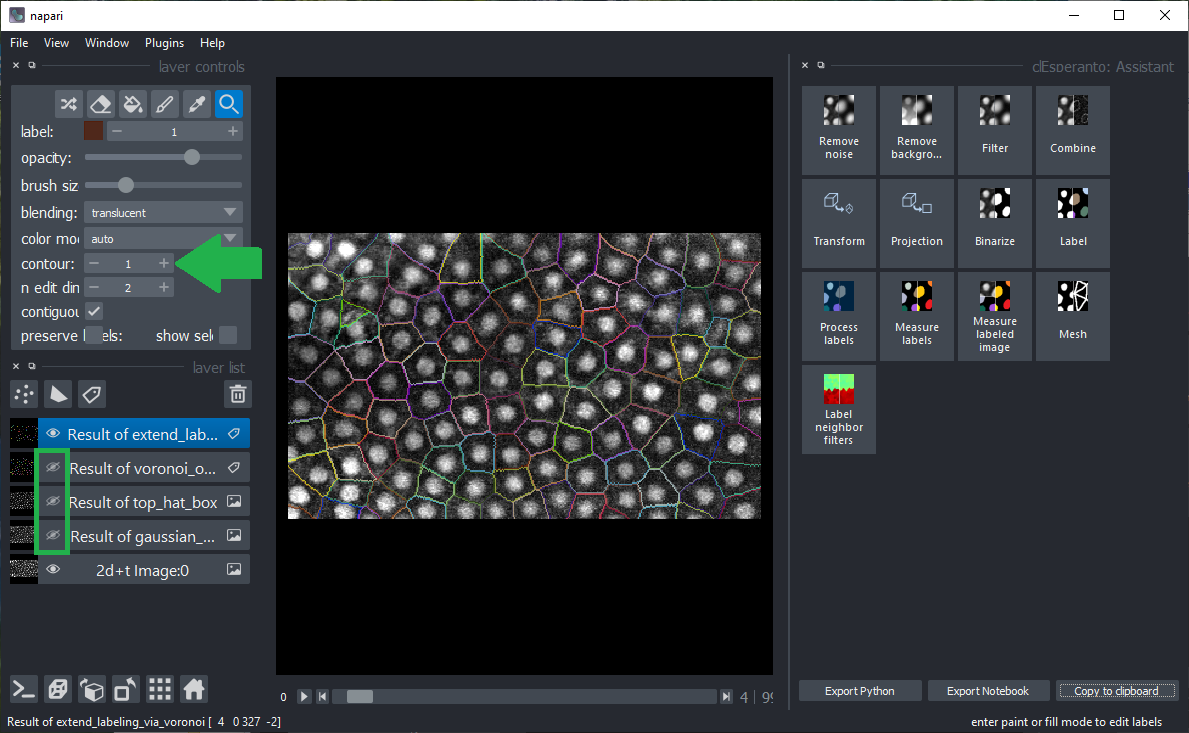 napari
File View Window Plugins Help
layer controls
label: 1
opacity:
brush siz
blending: translucent
color mo auto
contour: 1
n edit din 2
contiguou
preserve l els: show sel
layer list
Result of extend_lab...
Result of voronoi_o...
Result of top_hat_box
Result of gaussian_...
2d+t Image:0
0 4 99
Result of extend_labeling_via_voronoi [ 4 0 327 -2]
clEsperanto: Assistant
Remove
noise
Remove
backgro...
Filter
Combine
Transform
Projection
Binarize
Label
Process
labels
Measure
labels
Measure
labeled
image
Mesh
Label
neighbor
filters
Export Python
Export Notebook
Copy to clipboard
enter paint or fill mode to edit labels